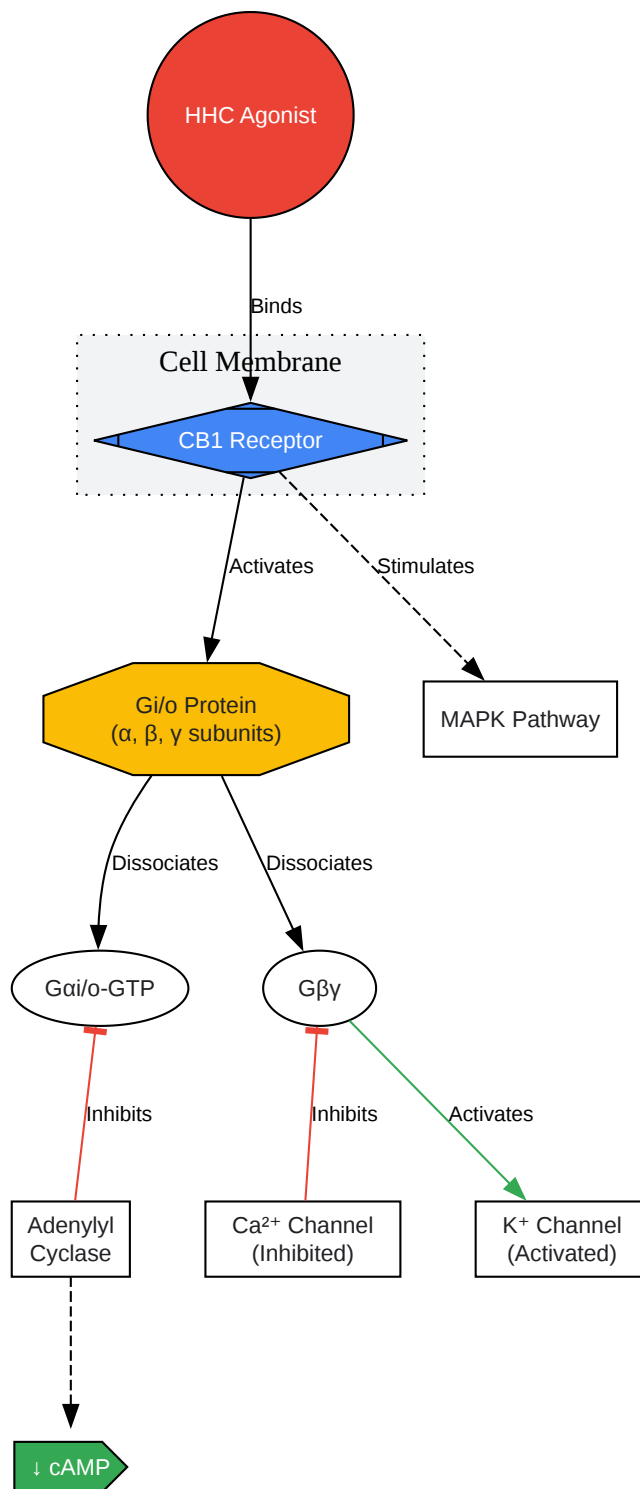 HHC Agonist
Binds
Cell Membrane
CB1 Receptor
Activates
Stimulates
Gi/o Protein
(α, β, γ subunits)
MAPK Pathway
Dissociates
Dissociates
Gαi/o-GTP
Gβγ
Inhibits
Inhibits
Activates
Adenylyl
Cyclase
Ca²⁺ Channel
(Inhibited)
K⁺ Channel
(Activated)
↓ cAMP